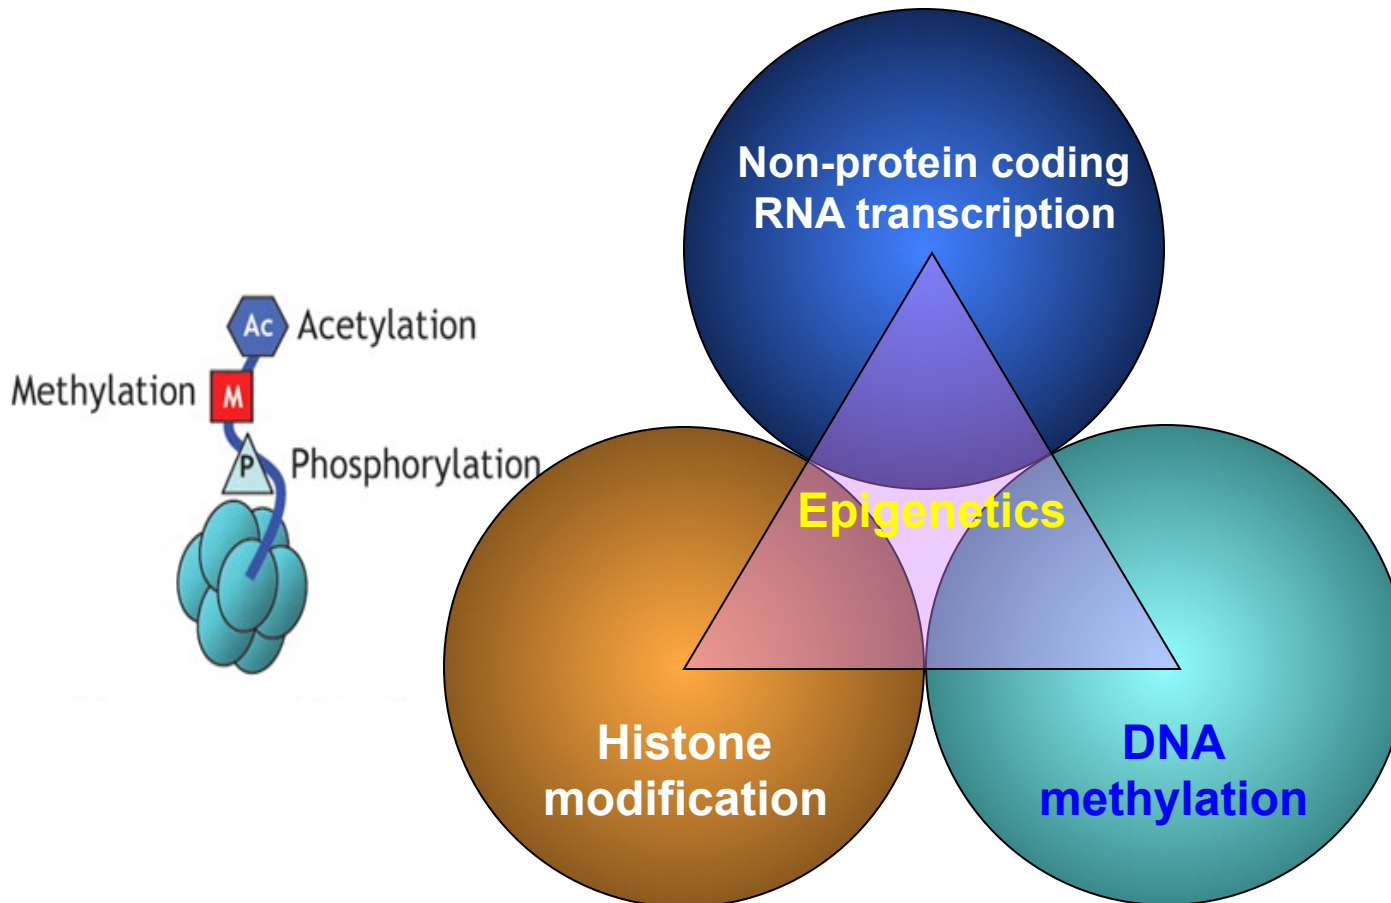 Non-protein coding
RNA transcription
Ac Acetylation
Methylation M
P Phosphorylation
Epigenetics
Histone
modification
DNA
methylation